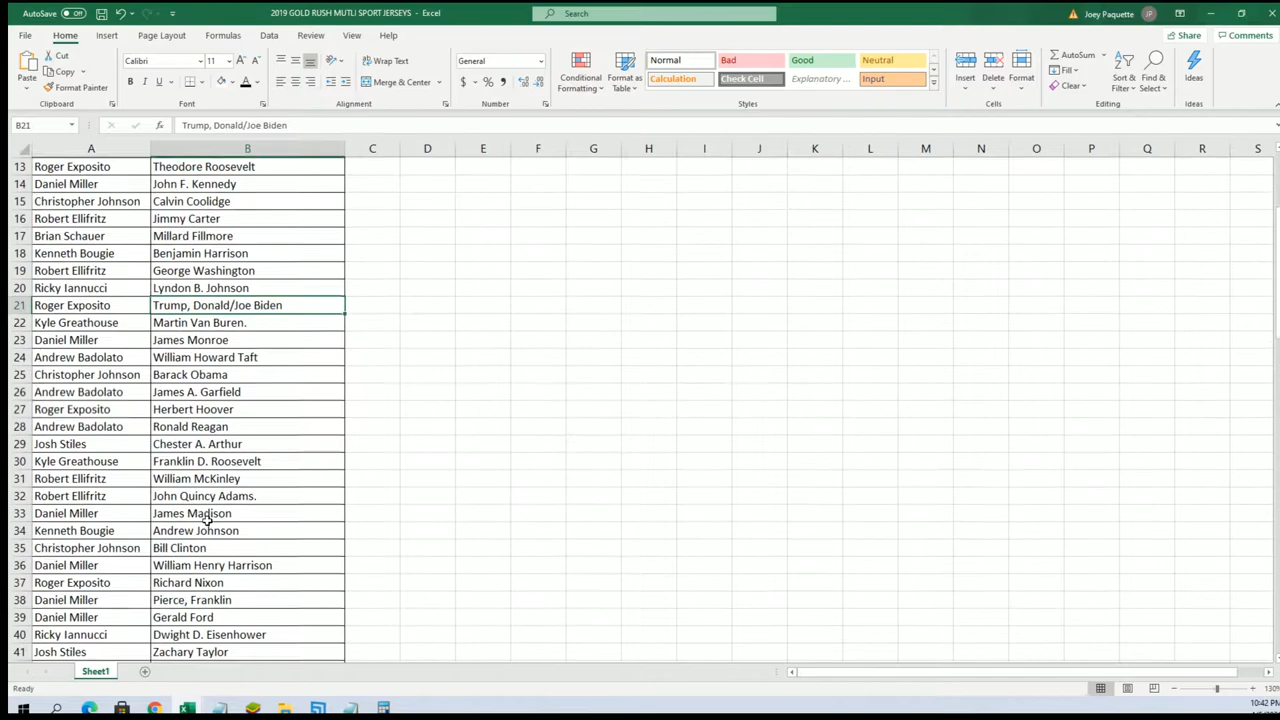 AutoSave Off 2019 GOLD RUSH MUTLI SPORT JERSEYS - Excel Search Joey Paquette JP
File Home Insert Page Layout Formulas Data Review View Help Share Comments
Paste Cut Copy Format Painter Clipboard
Calibri 11 B I U A Font
Wrap Text Merge & Center Alignment
General $ % Number
Conditional Formatting Format as Table Normal Bad Good Neutral Calculation Check Cell Explanatory ... Input Styles
Insert Delete Format Cells
AutoSum Fill Clear Sort & Filter Find & Select Editing
Ideas Ideas
B21 fx Trump, Donald/Joe Biden
A B C D E F G H I J K L M N O P Q R S
13 Roger Exposito Theodore Roosevelt
14 Daniel Miller John F. Kennedy
15 Christopher Johnson Calvin Coolidge
16 Robert Ellifritz Jimmy Carter
17 Brian Schauer Millard Fillmore
18 Kenneth Bougie Benjamin Harrison
19 Robert Ellifritz George Washington
20 Ricky Iannucci Lyndon B. Johnson
21 Roger Exposito Trump, Donald/Joe Biden
22 Kyle Greathouse Martin Van Buren.
23 Daniel Miller James Monroe
24 Andrew Badolato William Howard Taft
25 Christopher Johnson Barack Obama
26 Andrew Badolato James A. Garfield
27 Roger Exposito Herbert Hoover
28 Andrew Badolato Ronald Reagan
29 Josh Stiles Chester A. Arthur
30 Kyle Greathouse Franklin D. Roosevelt
31 Robert Ellifritz William McKinley
32 Robert Ellifritz John Quincy Adams.
33 Daniel Miller James Madison
34 Kenneth Bougie Andrew Johnson
35 Christopher Johnson Bill Clinton
36 Daniel Miller William Henry Harrison
37 Roger Exposito Richard Nixon
38 Daniel Miller Pierce, Franklin
39 Daniel Miller Gerald Ford
40 Ricky Iannucci Dwight D. Eisenhower
41 Josh Stiles Zachary Taylor
Sheet1
Ready 130%
10:42 PM